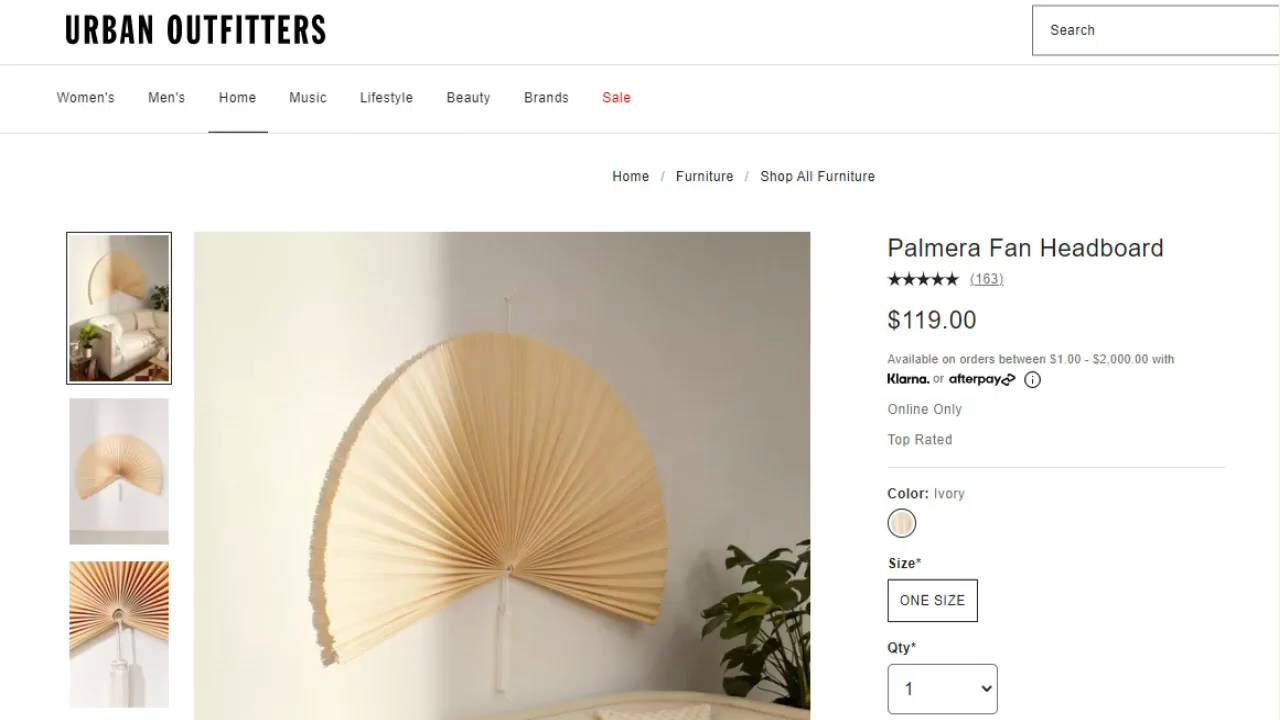 URBAN OUTFITTERS
Search
Women's Men's Home Music Lifestyle Beauty Brands Sale
Home / Furniture / Shop All Furniture
Palmera Fan Headboard
★★★★★ (163)
$119.00
Available on orders between $1.00 - $2,000.00 with
Klarna. or afterpay
Online Only
Top Rated
Color: Ivory
Size*
ONE SIZE
Qty*
1